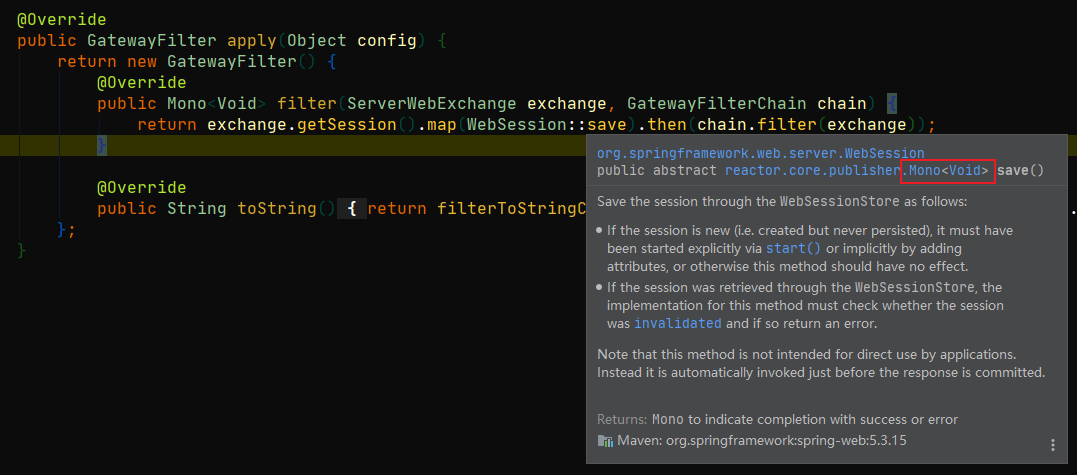 @Override
public GatewayFilter apply(Object config) {
return new GatewayFilter() {
@Override
public Mono<Void> filter(ServerWebExchange exchange, GatewayFilterChain chain) {
return exchange.getSession().map(WebSession::save).then(chain.filter(exchange));
}
@Override
public String toString() { return filterToStringC
};
}
org.springframework.web.server.WebSession
public abstract reactor.core.publisher.Mono<Void> save()
Save the session through the WebSessionStore as follows:
• If the session is new (i.e. created but never persisted), it must have
been started explicitly via start() or implicitly by adding
attributes, or otherwise this method should have no effect.
• If the session was retrieved through the WebSessionStore, the
implementation for this method must check whether the session
was invalidated and if so return an error.
Note that this method is not intended for direct use by applications.
Instead it is automatically invoked just before the response is committed.
Returns: Mono to indicate completion with success or error
Maven: org.springframework:spring-web:5.3.15